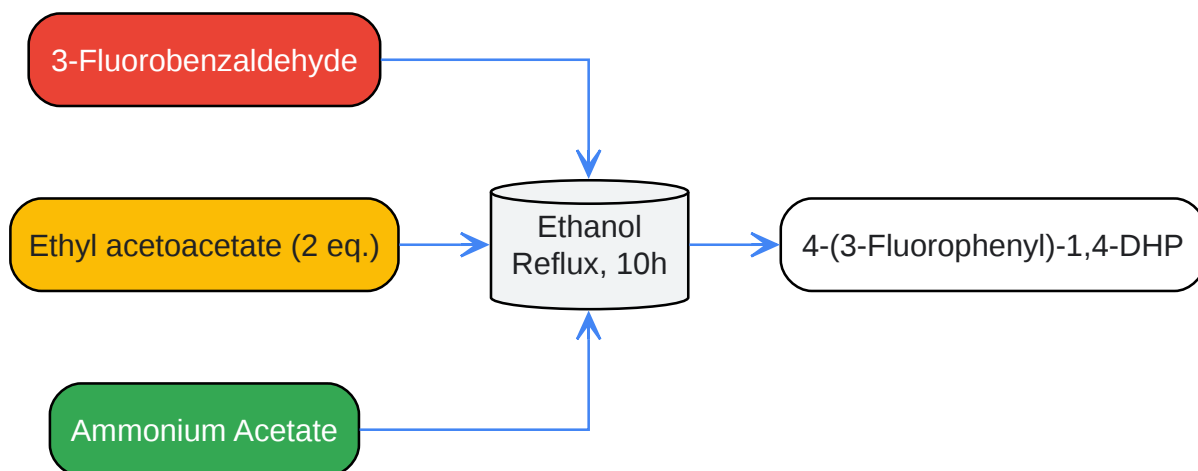 3-Fluorobenzaldehyde
Ethyl acetoacetate (2 eq.)
Ethanol
Reflux, 10h
4-(3-Fluorophenyl)-1,4-DHP
Ammonium Acetate